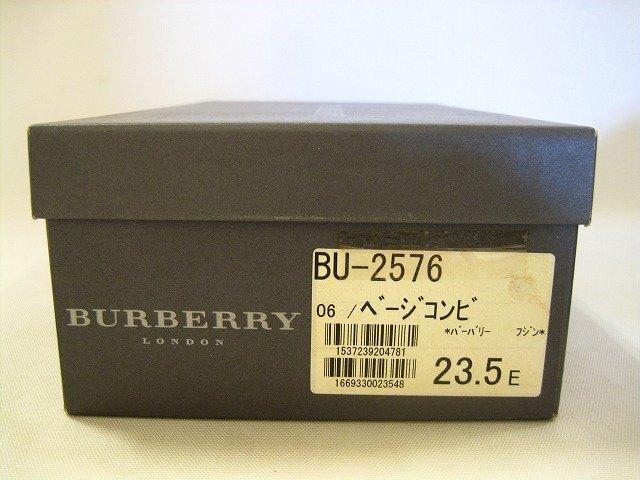 BURBERRY
LONDON
BU-2576
06 /ﾍﾞｰｼﾞｺﾝﾋﾞ
*ﾊﾞｰﾊﾞﾘｰ ﾌｼﾞﾝ*
1537239204781
1669330023548
23.5 E